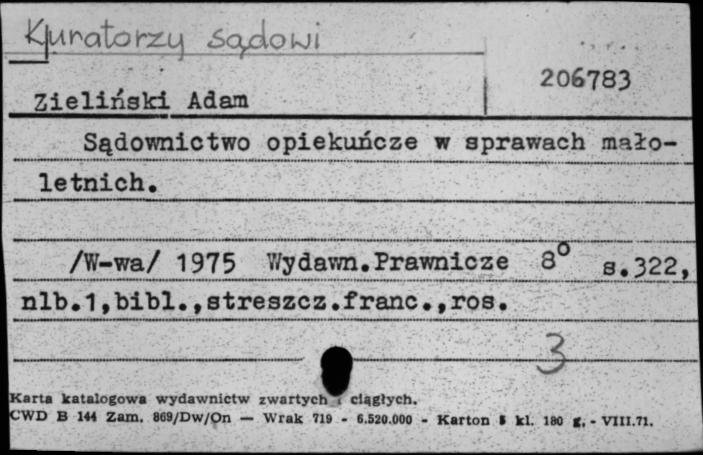 Kuratorzy sądowi
206783
Zieliński Adam
Sądownictwo opiekuńcze w sprawach mało-
letnich.
/W-wa/ 1975 Wydawn.Prawnicze 8° s.322,
nlb.1,bibl.,streszcz.franc.,ros.
3
Karta katalogowa wydawnictw zwartych i ciągłych.
CWD B 144 Zam. 869/Dw/On — Wrak 719 - 6.520.000 - Karton 5 kl. 180 g. - VIII.71.